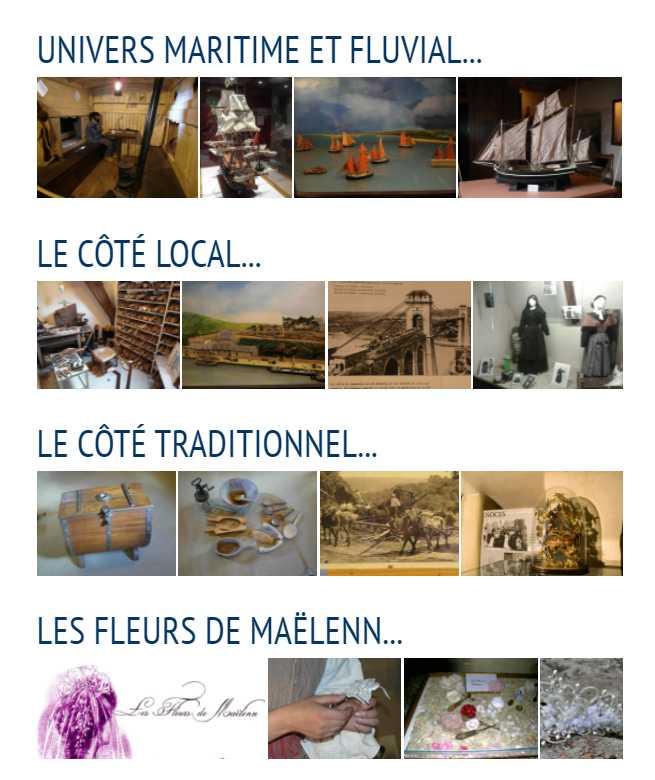 UNIVERS MARITIME ET FLUVIAL...
LE CÔTÉ LOCAL...
LE CÔTÉ TRADITIONNEL...
NOCES
LES FLEURS DE MAËLENN...
Les Fleurs de Maëlenn